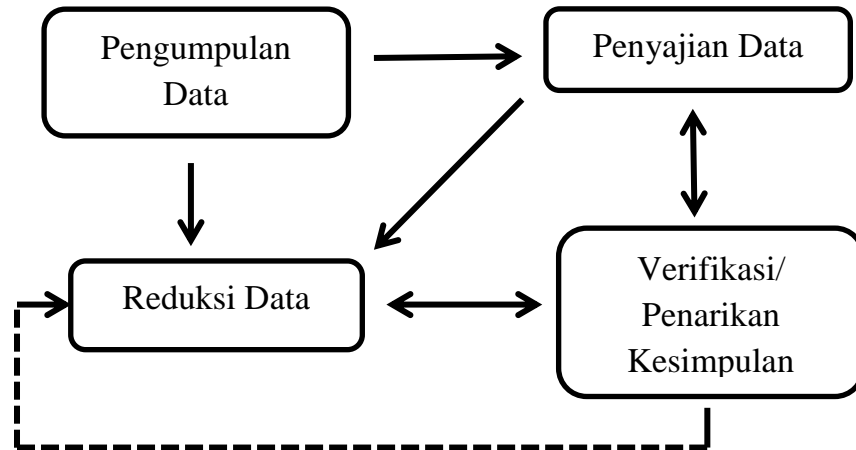 Pengumpulan
Data
Penyajian Data
Reduksi Data
Verifikasi/
Penarikan
Kesimpulan